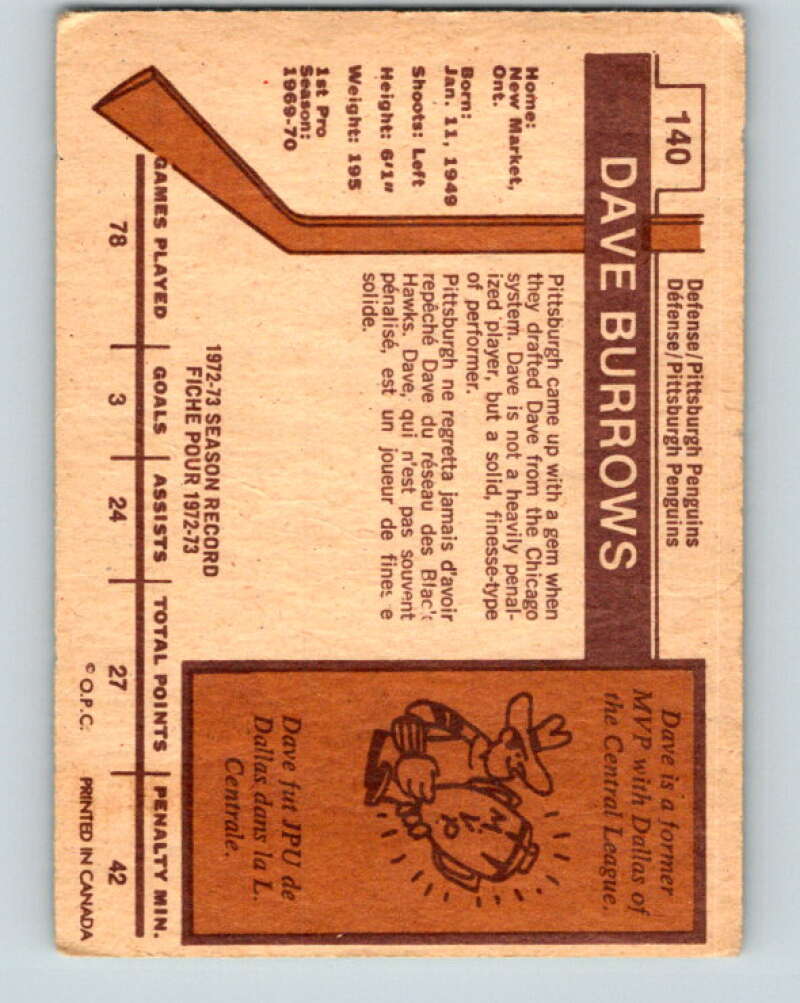 140
Defense/Pittsburgh Penguins
Défense/Pittsburgh Penguins
DAVE BURROWS
Home:
New Market,
Ont.
Born:
Jan. 11, 1949
Shoots: Left
Height: 6'1"
Weight: 195
1st Pro
Season:
1969-70
Pittsburgh came up with a gem when
they drafted Dave from the Chicago
system. Dave is not a heavily penal-
ized player, but a solid, finesse-type
of performer.
Pittsburgh ne regretta jamais d'avoir
repêché Dave du réseau des
Hawks. Dave, qui n'est pas souvent
pénalisé, est un joueur de
solide.
Dave is a former
MVP with Dallas of
the Central League.
Dave fut JPU de
Dallas dans la L.
Centrale.
1972-73 SEASON RECORD
FICHE POUR 1972-73
GAMES PLAYED GOALS ASSISTS TOTAL POINTS PENALTY MIN.
78 3 24 27 42
© O.P.C. PRINTED IN CANADA